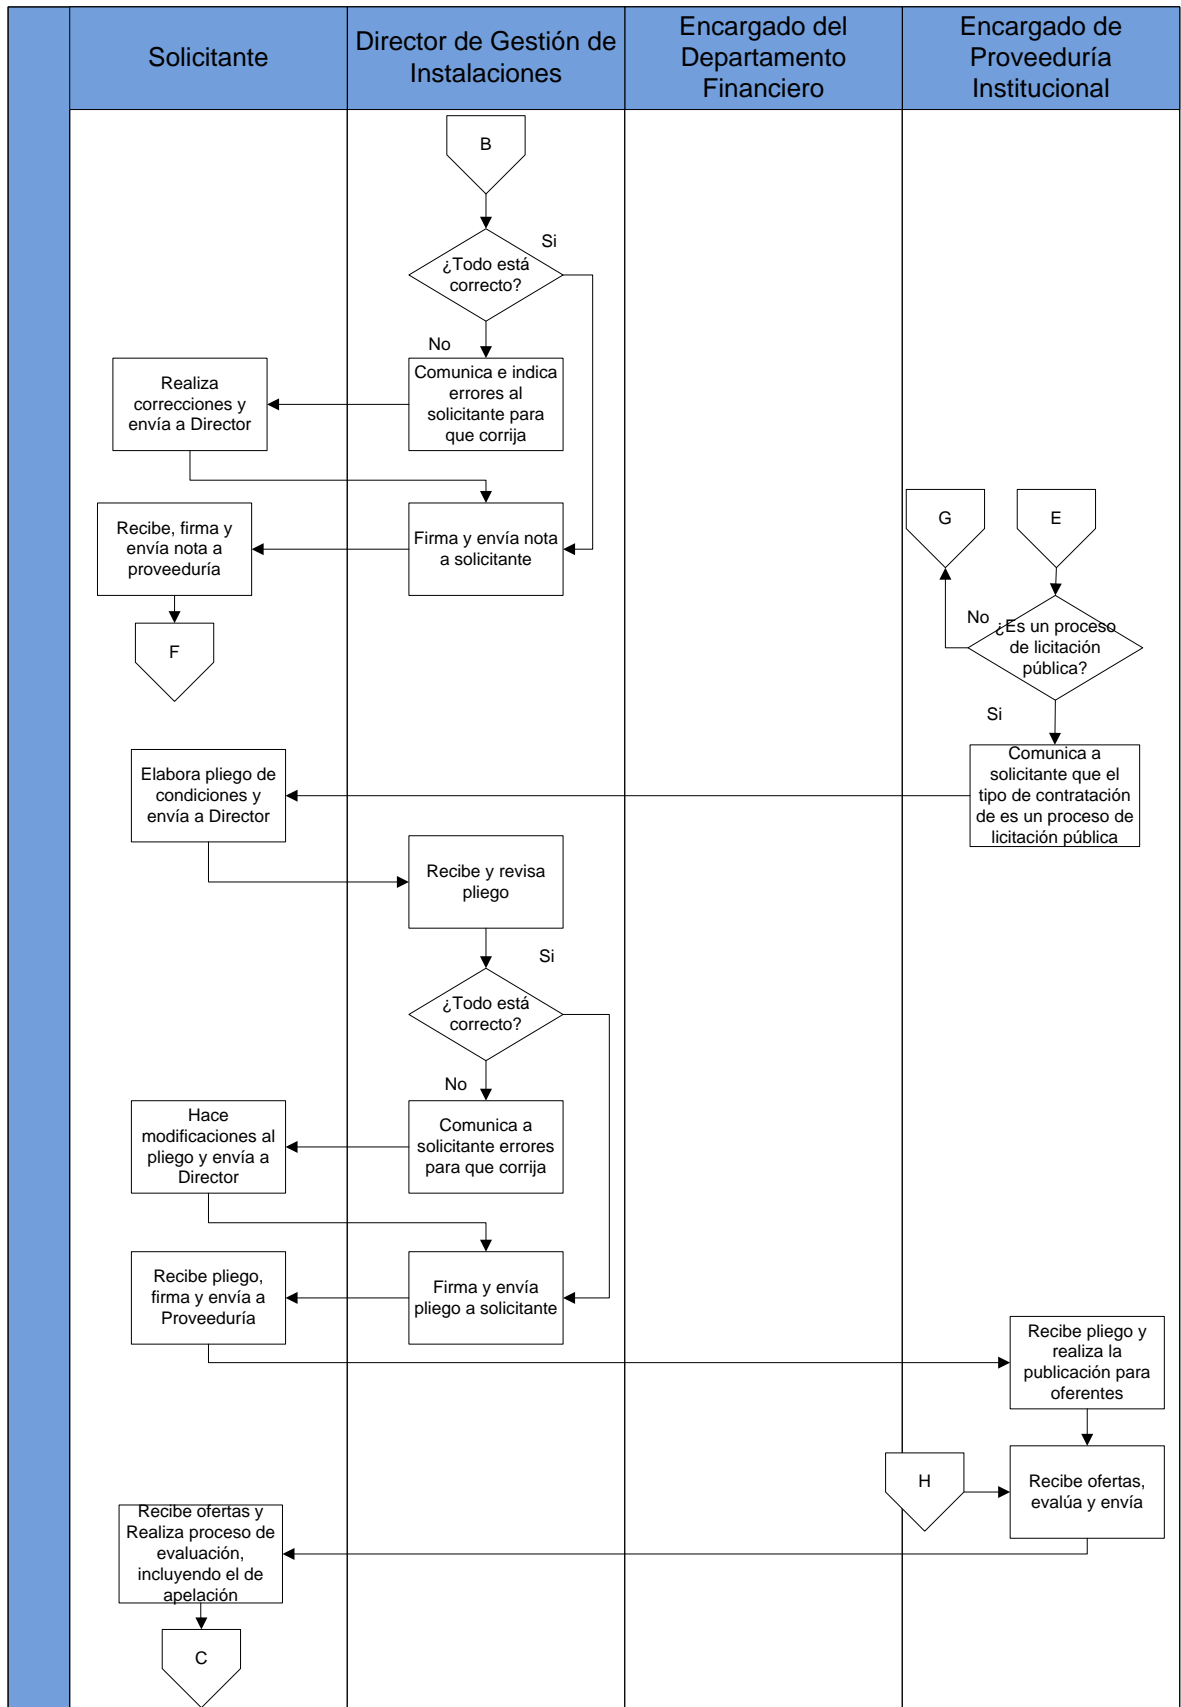 Solicitante
Director de Gestión de
Instalaciones
Encargado del
Departamento
Financiero
Encargado de
Proveeduría
Institucional
B
Si
¿Todo está
correcto?
No
Comunica e indica
errores al
solicitante para
que corrija
Realiza
correcciones y
envía a Director
Firma y envía nota
a solicitante
Recibe, firma y
envía nota a
proveeduría
F
G
E
No
¿Es un proceso
de licitación
pública?
Si
Comunica a
solicitante que el
tipo de contratación
de es un proceso de
licitación pública
Elabora pliego de
condiciones y
envía a Director
Recibe y revisa
pliego
Si
¿Todo está
correcto?
No
Comunica a
solicitante errores
para que corrija
Hace
modificaciones al
pliego y envía a
Director
Firma y envía
pliego a solicitante
Recibe pliego,
firma y envía a
Proveeduría
Recibe pliego y
realiza la
publicación para
oferentes
H
Recibe ofertas,
evalúa y envía
Recibe ofertas y
Realiza proceso de
evaluación,
incluyendo el de
apelación
C